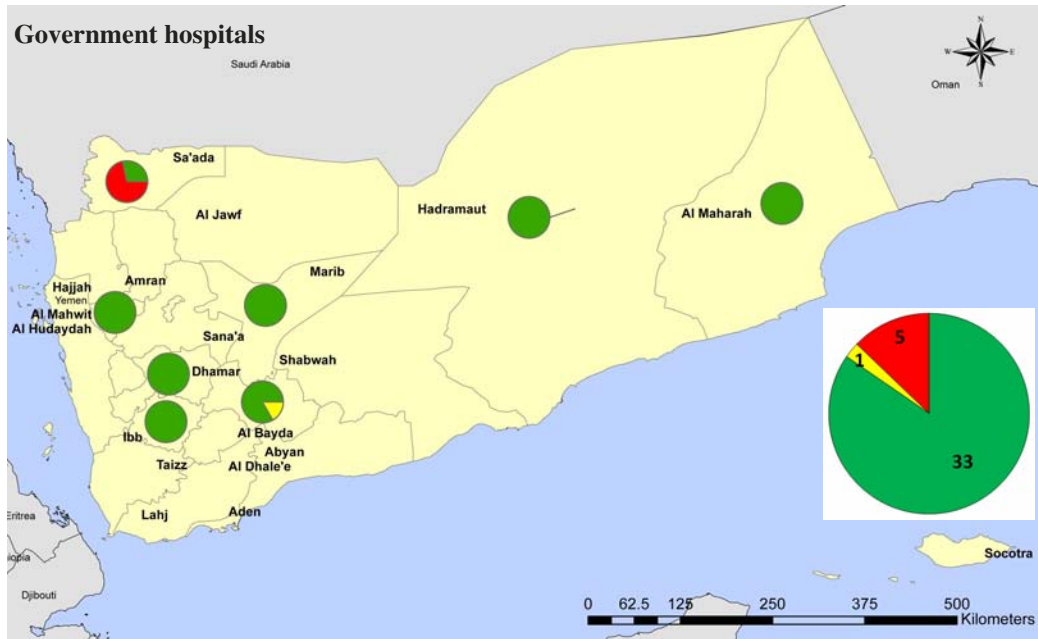 Government hospitals
Saudi Arabia
N
W
E
S
Oman
Sa'ada
Al Jawf
Hadramaut
Al Maharah
Marib
Amran
Hajjah
Yemen
Al Mahwit
Al Hudaydah
Sana'a
Shabwah
Dhamar
5
1
33
Ibb
Al Bayda
Abyan
Taizz
Al Dhale'e
Lahj
Aden
Eritrea
hiopia
Socotra
Djibouti
0 62.5 125 250 375 500
Kilometers